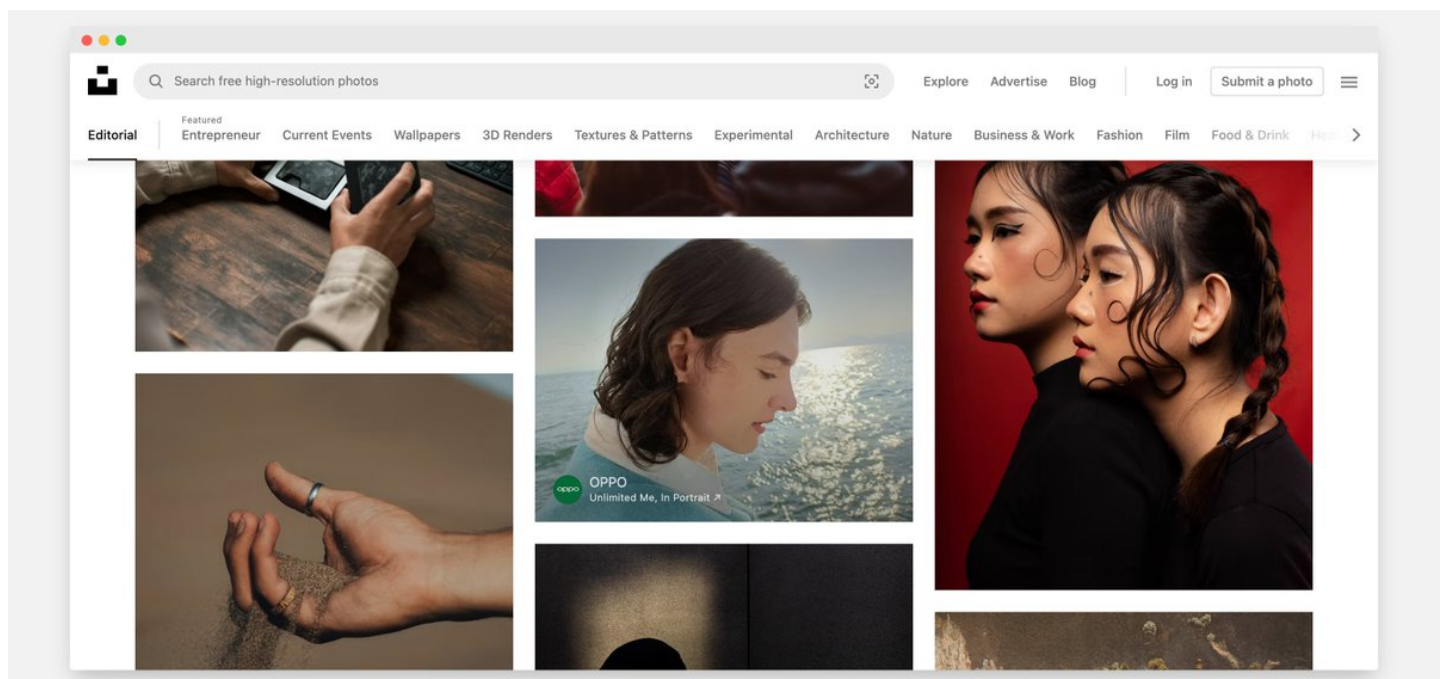 Search free high-resolution photos
Explore Advertise Blog Log in Submit a photo
Featured
Editorial Entrepreneur Current Events Wallpapers 3D Renders Textures & Patterns Experimental Architecture Nature Business & Work Fashion Film Food & Drink
oppo OPPO
Unlimited Me, In Portrait ↗